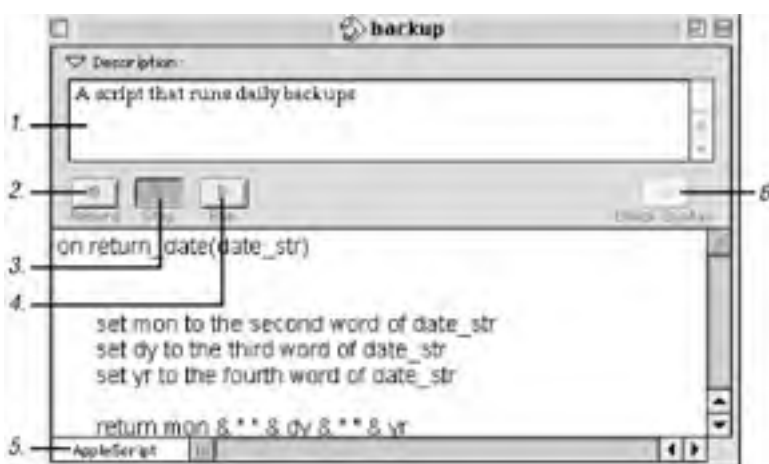 backup
Description:
A script that runs daily backups
1.
2.
Record Stop Run
Check Syntax
6
on return_date(date_str)
3.
4.
set mon to the second word of date_str
set dy to the third word of date_str
set yr to the fourth word of date_str
return mon & " " & dy & " " & yr
5.
AppleScript